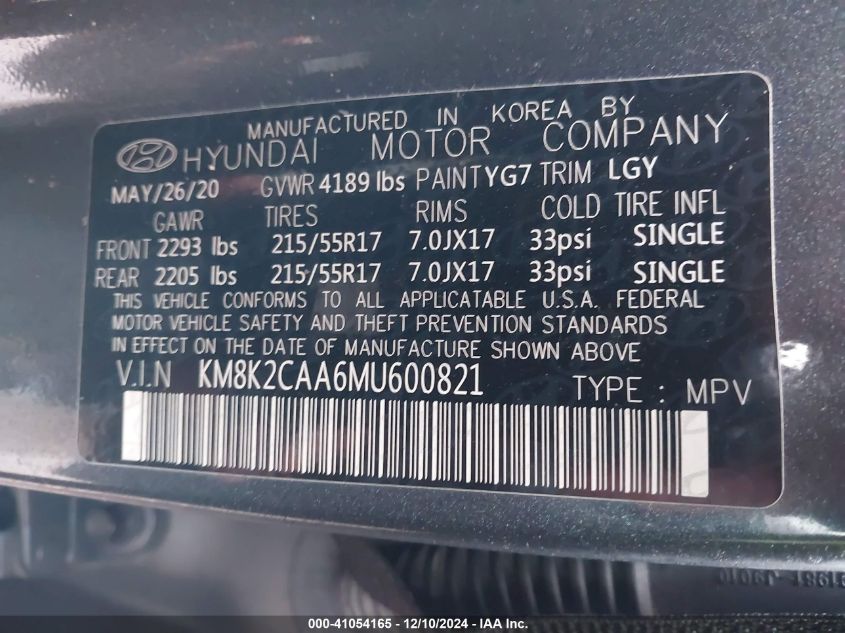 MANUFACTURED IN KOREA BY
HYUNDAI MOTOR COMPANY
MAY/26/20 GVWR 4189 lbs PAINT YG7 TRIM LGY
GAWR TIRES RIMS COLD TIRE INFL
FRONT 2293 lbs 215/55R17 7.0JX17 33psi SINGLE
REAR 2205 lbs 215/55R17 7.0JX17 33psi SINGLE
THIS VEHICLE CONFORMS TO ALL APPLICATABLE U.S.A. FEDERAL
MOTOR VEHICLE SAFETY AND THEFT PREVENTION STANDARDS
IN EFFECT ON THE DATE OF MANUFACTURE SHOWN ABOVE
V.I.N KM8K2CAA6MU600821 TYPE : MPV
000-41054165 - 12/10/2024 - IAA Inc.